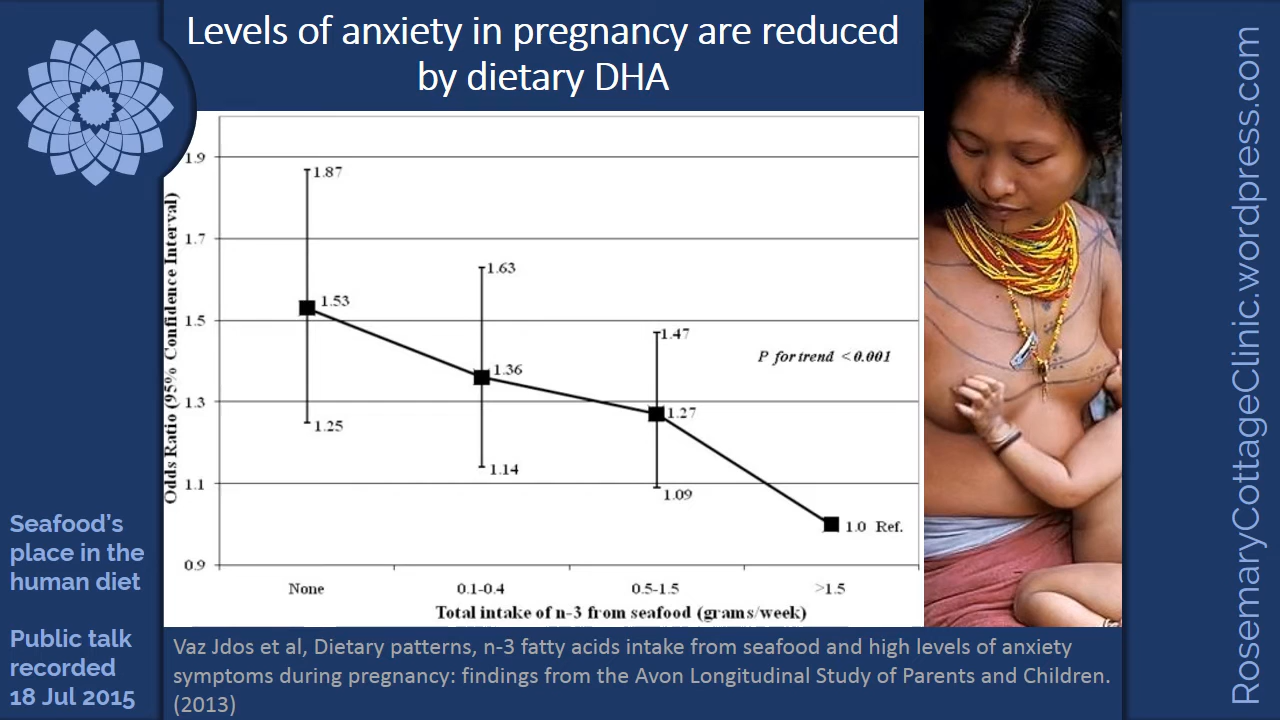 Levels of anxiety in pregnancy are reduced
by dietary DHA
Odds Ratio (95% Confidence Interval)
1.9
1.7
1.5
1.3
1.1
0.9
1.87
1.53
1.25
1.63
1.36
1.14
1.47
1.27
1.09
P for trend < 0.001
1.0 Ref.
None
0.1-0.4
0.5-1.5
>1.5
Total intake of n-3 from seafood (grams/week)
Seafood's
place in the
human diet
Public talk
recorded
18 Jul 2015
Vaz Jdos et al, Dietary patterns, n-3 fatty acids intake from seafood and high levels of anxiety
symptoms during pregnancy: findings from the Avon Longitudinal Study of Parents and Children.
(2013)
RosemaryCottageClinic.wordpress.com